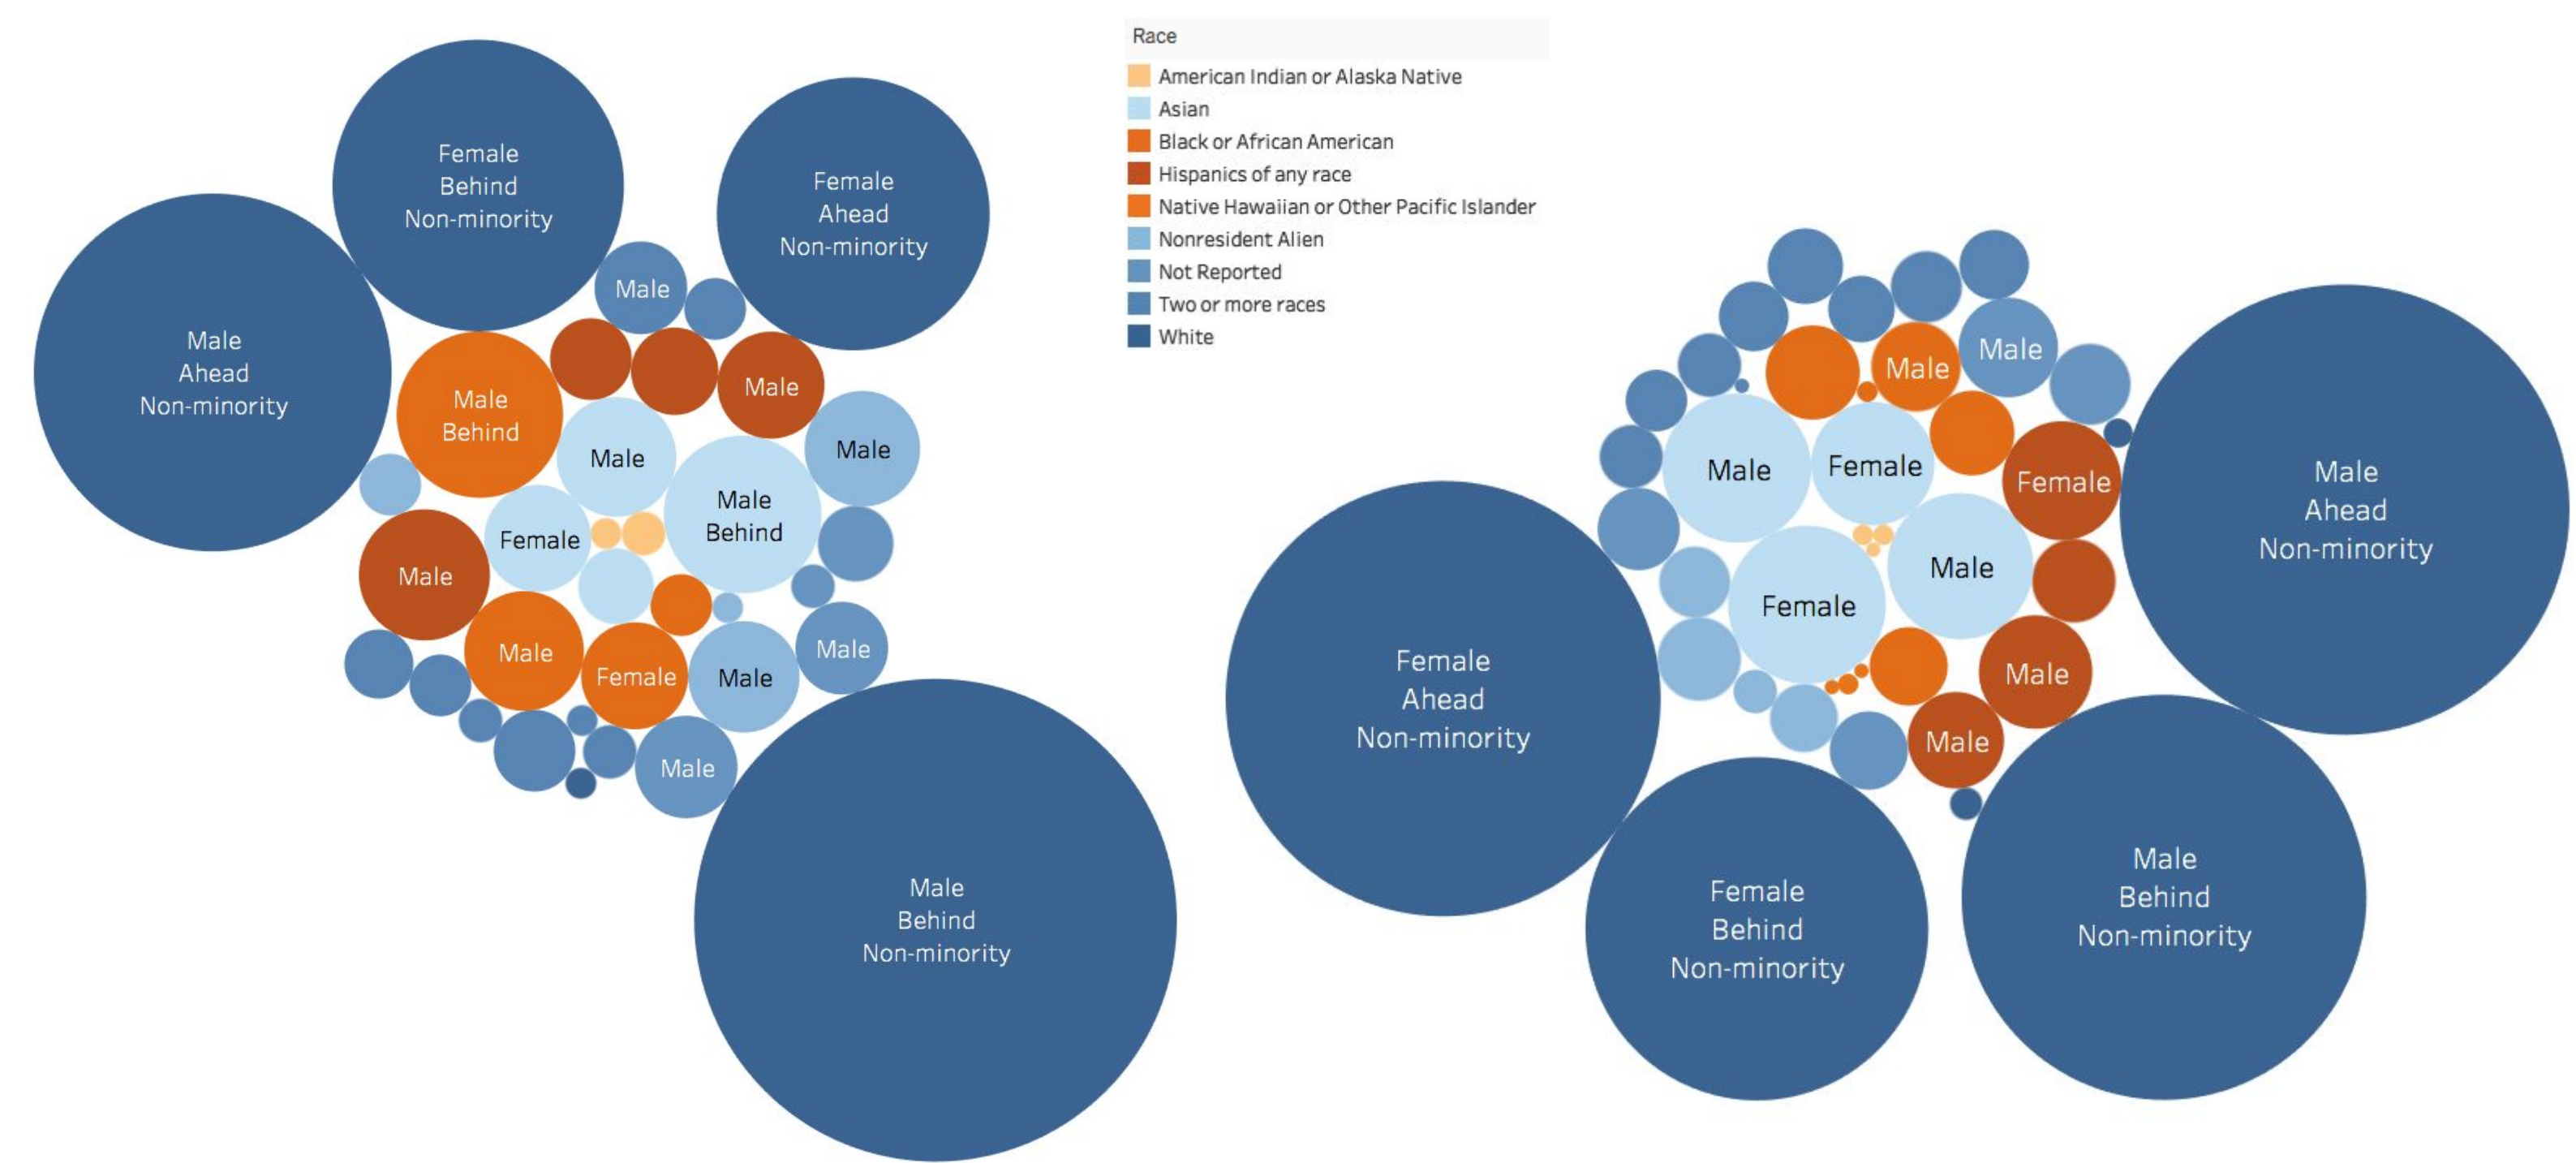 Female
Behind
Non-minority
Female
Ahead
Non-minority
Male
Ahead
Non-minority
Male
Male
Male
Behind
Male
Male
Male
Behind
Female
Male
Male
Female
Male
Male
Male
Male
Behind
Non-minority
Race
American Indian or Alaska Native
Asian
Black or African American
Hispanics of any race
Native Hawaiian or Other Pacific Islander
Nonresident Alien
Not Reported
Two or more races
White
Male
Male
Male
Female
Female
Male
Ahead
Non-minority
Male
Female
Female
Ahead
Non-minority
Male
Male
Female
Behind
Non-minority
Male
Behind
Non-minority